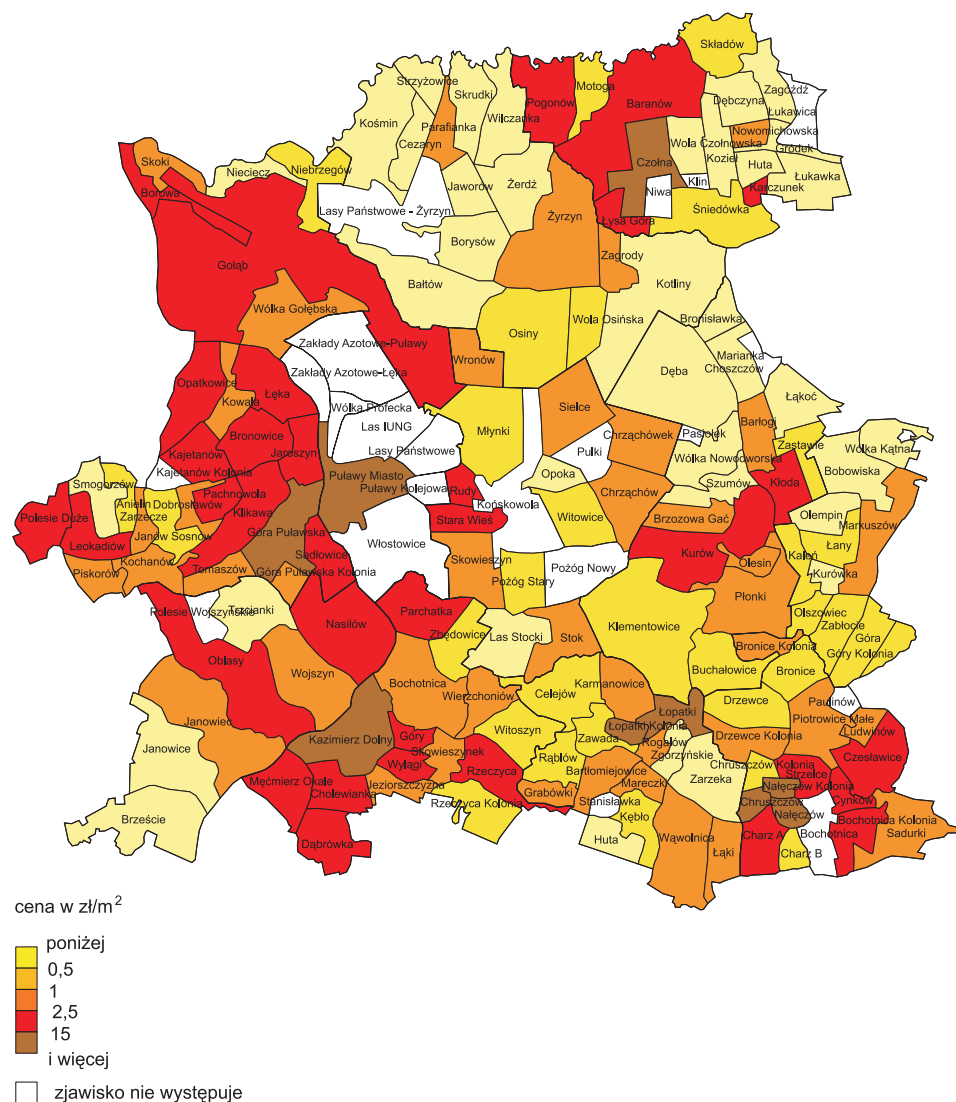 Składów
Strzyżowice
Skrudki
Motoga
Zagóźdź
Pogonów
Baranów
Dębczyna
Kośmin
Łukawica
Wilczanka
Parafianka
Nowomichowska
Cezaryn
Wola
Czołnowska
Gródek
Czołna
Kozieł
Huta
Skoki
Nieciecz
Niebrzegów
Żerdź
Łukawka
Jaworów
Klin
Borowa
Niwa
Karczunek
Lasy Państwowe - Żyrzyn
Żyrzyn
Łysa Góra
Śniedówka
Borysów
Zagrody
Gołąb
Bałtów
Kotliny
Wólka Gołębska
Wola Osińska
Bronisławka
Osiny
Zakłady Azotowe-Puławy
Marianka
Wronów
Choszczów
Zakłady Azotowe-Łęka
Dęba
Opatkowice
Łęka
Łąkoć
Kowala
Wólka Profecka
Sielce
Barłogi
Chrząchówek
Las IUNG
Młynki
Pasiołek
Bronowice
Zastawie
Wólka Kątna
Jaroszyn
Lasy Państwowe
Pulki
Kajetanów
Wólka Nowodworska
Bobowiska
Kajetanów Kolonia
Puławy Miasto
Opoka
Smogorzów
Szumów
Kłoda
Puławy Kolejowa
Rudy
Chrząchów
Pachnowola
Anielin
Dobrosławów
Końskowola
Polesie Duże
Zarzecze
Klikawa
Stara Wieś
Witowice
Brzozowa Gać
Olempin
Markuszów
Góra Puławska
Janów
Sosnów
Łany
Leokadiów
Włostowice
Kurów
Kaleń
Sadłowice
Kochanów
Skowieszyn
Olesin
Piskorów
Tomaszów
Góra Puławska Kolonia
Pożóg Stary
Pożóg Nowy
Kurówka
Płonki
Polesie Wojszyńskie
Trzcianki
Parchatka
Olszowiec
Nasiłów
Klementowice
Zabłocie
Zbędowice
Las Stocki
Stok
Góra
Oblasy
Bronice Kolonia
Góry Kolonia
Buchałowice
Bronice
Wojszyn
Bochotnica
Karmanowice
Wierzchoniów
Celejów
Drzewce
Paulinów
Janowiec
Łopatki
Piotrowice Małe
Witoszyn
Łopatki Kolonia
Kazimierz Dolny
Góry
Zawada
Drzewce Kolonia
Ludwinów
Rogalów
Janowice
Skowieszynek
Zgorzyńskie
Rąblów
Czesławice
Wylągi
Bartłomiejowice
Chruszczów
Kolonia
Rzeczyca
Zarzeka
Strzelce
Męćmierz Okale
Jeziorszczyzna
Mareczki
Nałęczów Kolonia
Cholewianka
Grabówki
Cynków
Rzeczyca Kolonia
Stanisławka
Chruszczów
Brzeście
Kębło
Nałęczów
Bochotnica Kolonia
Huta
Wąwolnica
Charz A
Bochotnica
Sadurki
Dąbrówka
Łąki
Charz B
cena w zł/m²
poniżej
0,5
1
2,5
15
i więcej
zjawisko nie występuje